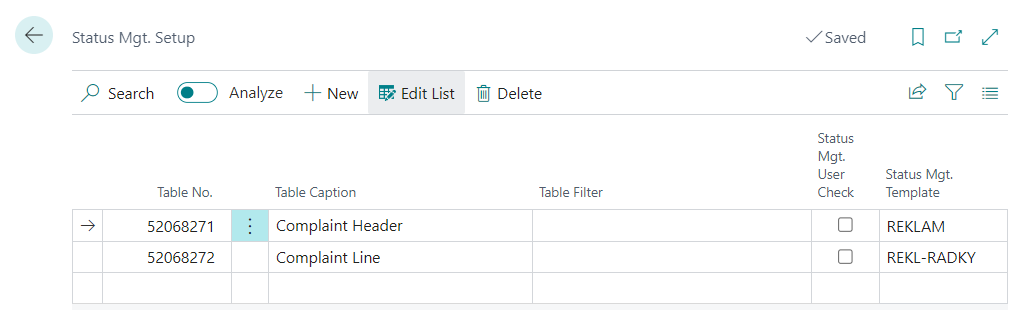 Status Mgt. Setup
Saved
Search
Analyze
New
Edit List
Delete
Table No.
Table Caption
Table Filter
Status
Mgt.
User
Check
Status Mgt.
Template
52068271
Complaint Header
REKLAM
52068272
Complaint Line
REKL-RADKY